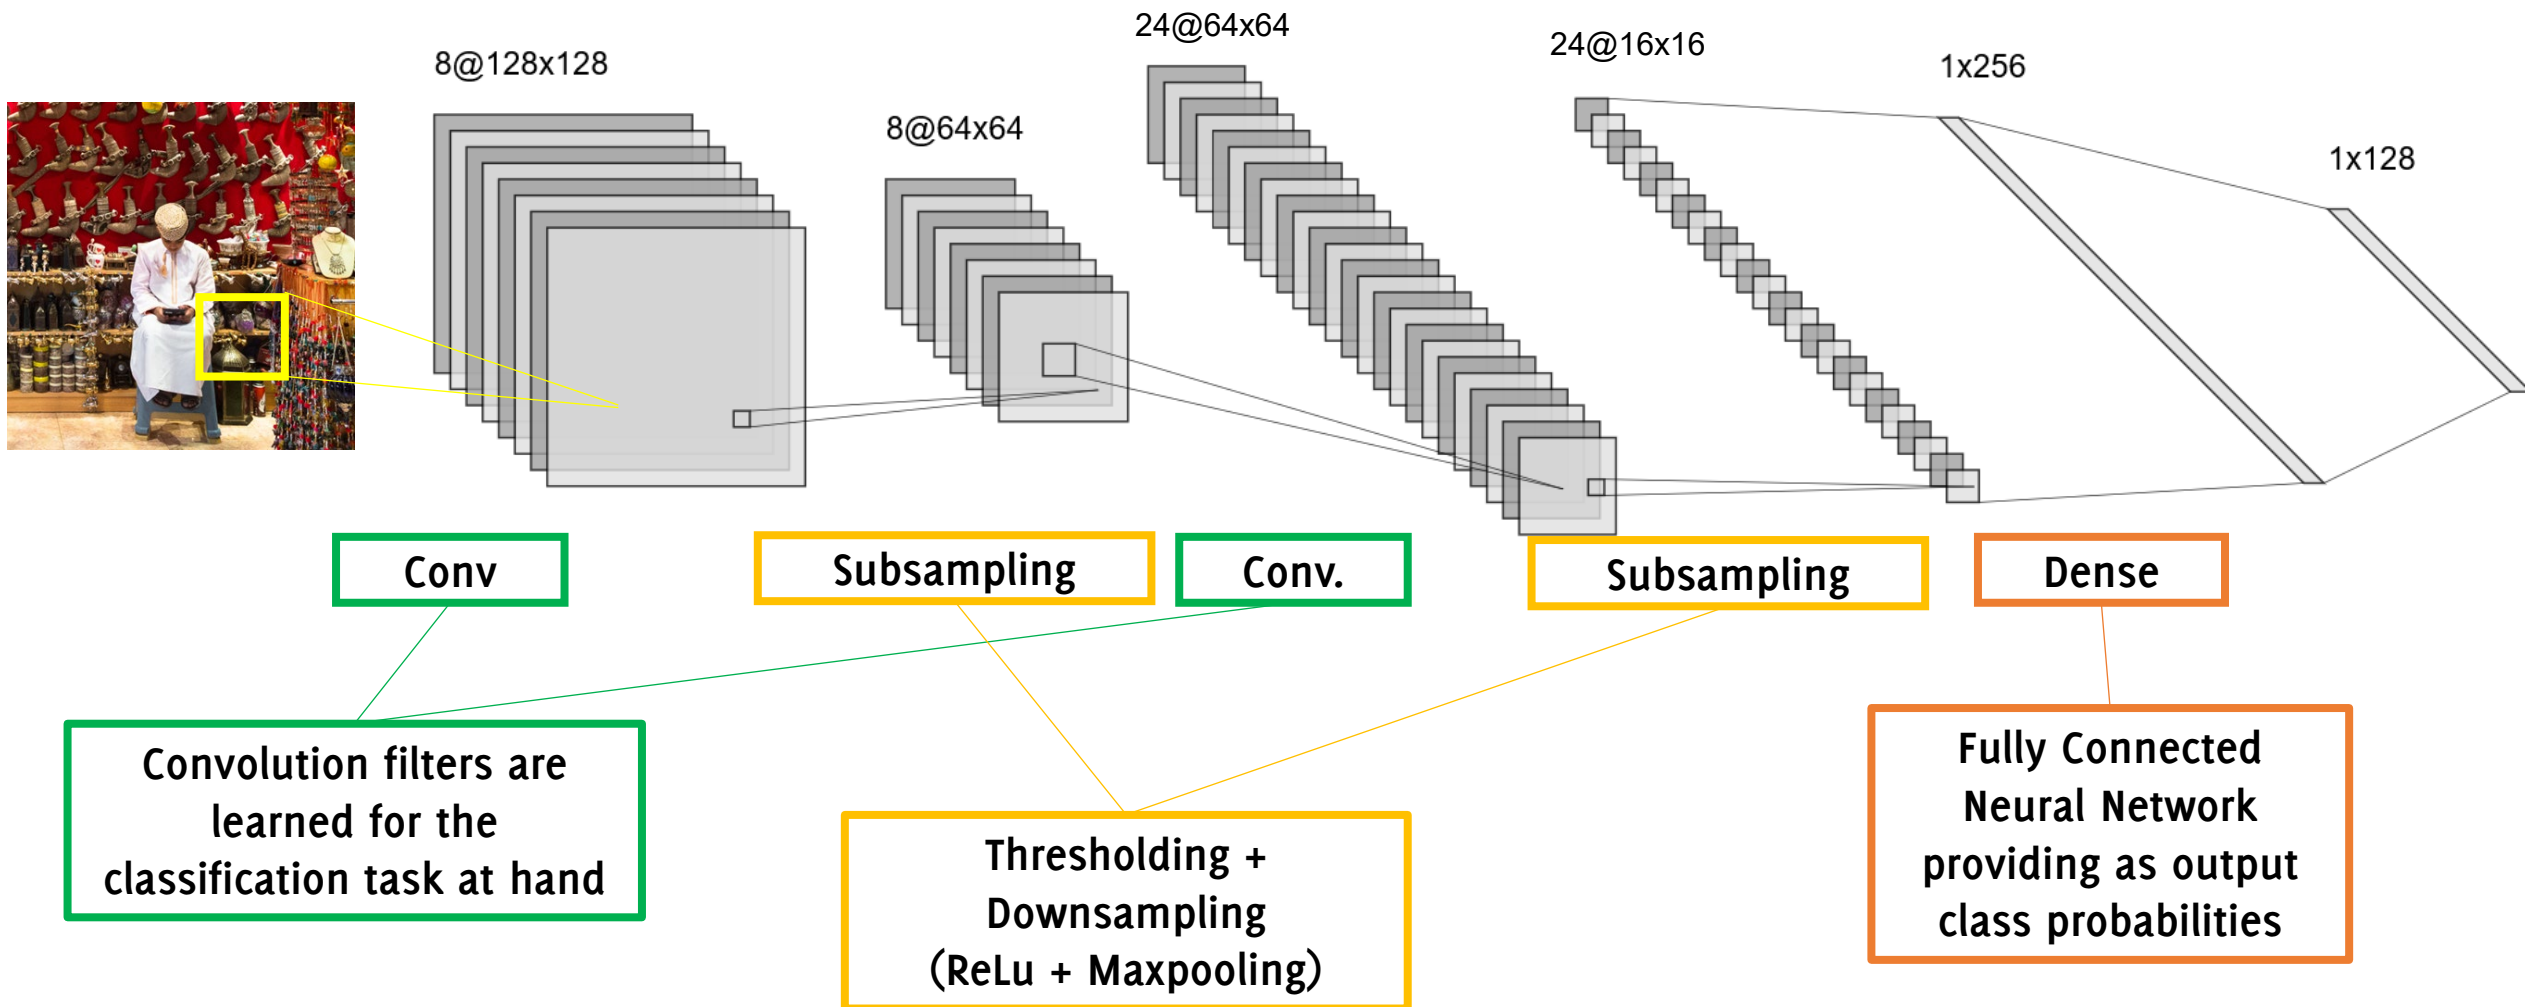 8@128x128
8@64x64
24@64x64
24@16x16
1x256
1x128
Conv
Subsampling
Conv.
Subsampling
Dense
Convolution filters are
learned for the
classification task at hand
Thresholding +
Downsampling
(ReLu + Maxpooling)
Fully Connected
Neural Network
providing as output
class probabilities